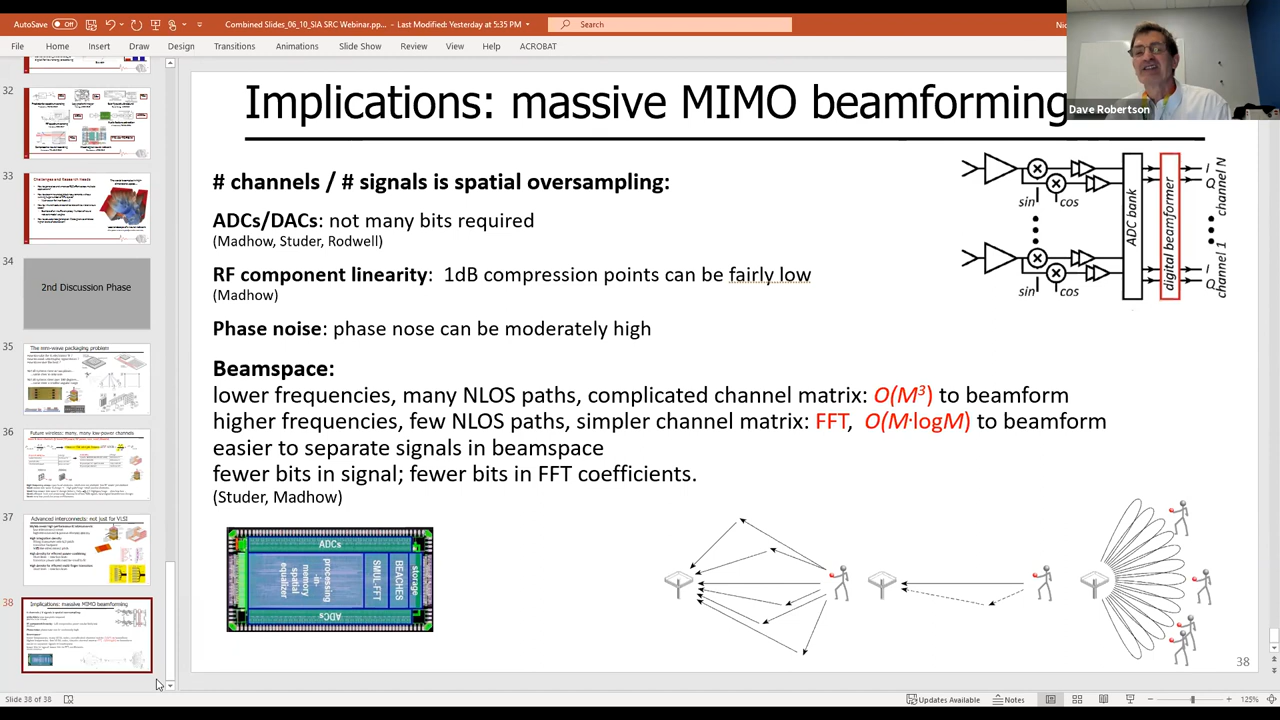 AutoSave
Off
Combined Slides_06_10_SIA SRC Webinar.pp... - Last Modified: Yesterday at 5:35 PM
Search
File Home Insert Draw Design Transitions Animations Slide Show Review View Help ACROBAT
Dave Robertson
32
33
Challenges and Research needs
34
2nd Discussion Phase
35
The mm-wave packaging problem
36
Future wireless: many, many low-power channels
37
Advanced interconnects: not just for VLSI
38
Implications: massive MIMO beamforming
Implications: massive MIMO beamforming
# channels / # signals is spatial oversampling:
ADCs/DACs: not many bits required
(Madhow, Studer, Rodwell)
RF component linearity: 1dB compression points can be fairly low
(Madhow)
Phase noise: phase nose can be moderately high
Beamspace:
lower frequencies, many NLOS paths, complicated channel matrix: O(M³) to beamform
higher frequencies, few NLOS paths, simpler channel matrix: FFT, O(M·logM) to beamform
easier to separate signals in beamspace
fewer bits in signal; fewer bits in FFT coefficients.
(Studer, Madhow)
sin cos
sin cos
ADC bank
digital beamformer
I
Q
channel N
I
Q
channel 1
ADCs
processing-in-memory spatial equalizer
SMUL-FFT
BEACHES
storage
ADCs
38
Slide 38 of 38
Updates Available
Notes
125%